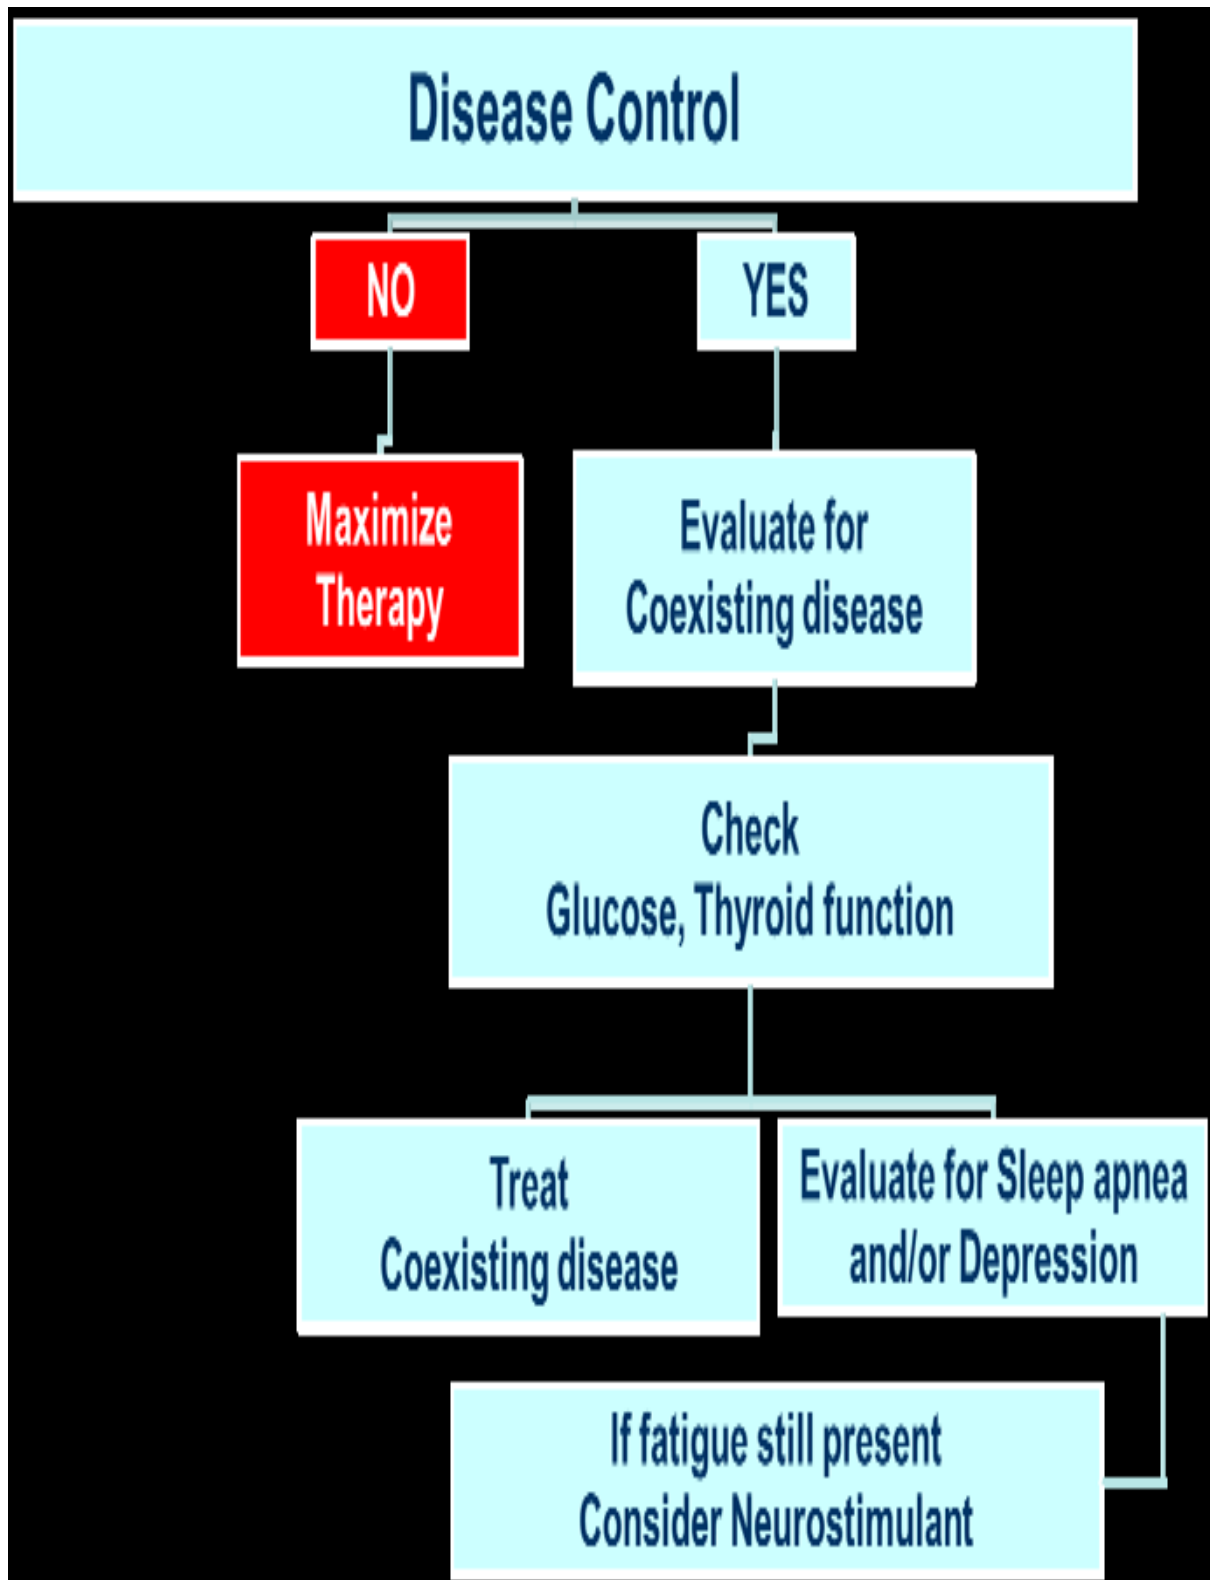 Disease Control
NO
YES
Maximize
Therapy
Evaluate for
Coexisting disease
Check
Glucose, Thyroid function
Treat
Coexisting disease
Evaluate for Sleep apnea
and/or Depression
If fatigue still present
Consider Neurostimulant